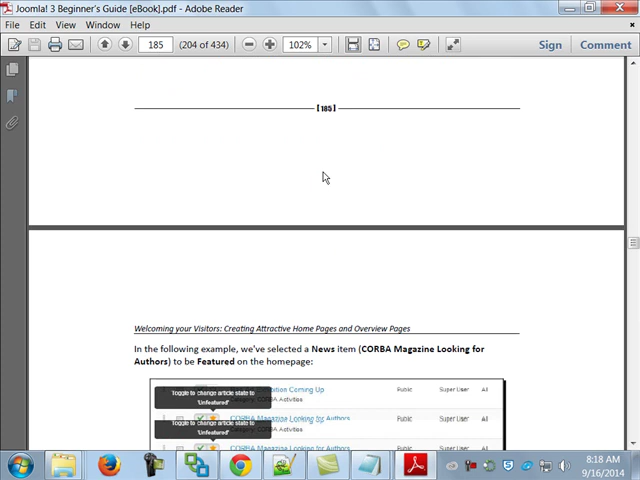 Joomla! 3 Beginner's Guide [eBook].pdf - Adobe Reader
File Edit View Window Help
185 (204 of 434) 102% Sign Comment
[ 185 ]
Welcoming your Visitors: Creating Attractive Home Pages and Overview Pages
In the following example, we've selected a News item (CORBA Magazine Looking for
Authors) to be Featured on the homepage:
Toggle to change article state to
'Unfeatured'
Coming Up
Public Super User All
CORBA Activities
CORBA Magazine Looking for Authors
Public Super User All
Toggle to change article state to
'Unfeatured'
CORBA Activities
CORBA Magazine Looking for Authors
Public Super User All
8:18 AM
9/16/2014